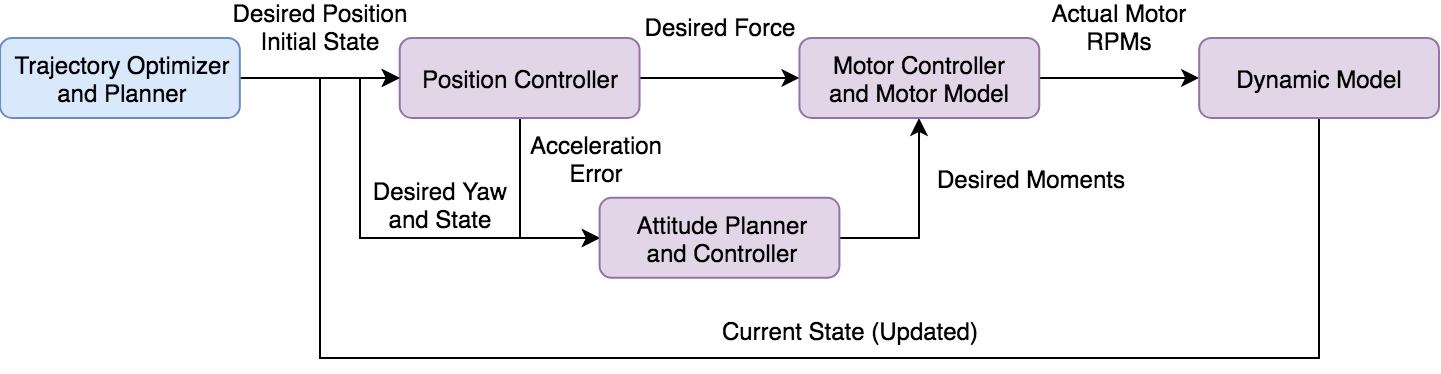 Desired Position
Initial State
Desired Force
Actual Motor
RPMs
Trajectory Optimizer
and Planner
Position Controller
Motor Controller
and Motor Model
Dynamic Model
Acceleration
Error
Desired Yaw
and State
Desired Moments
Attitude Planner
and Controller
Current State (Updated)